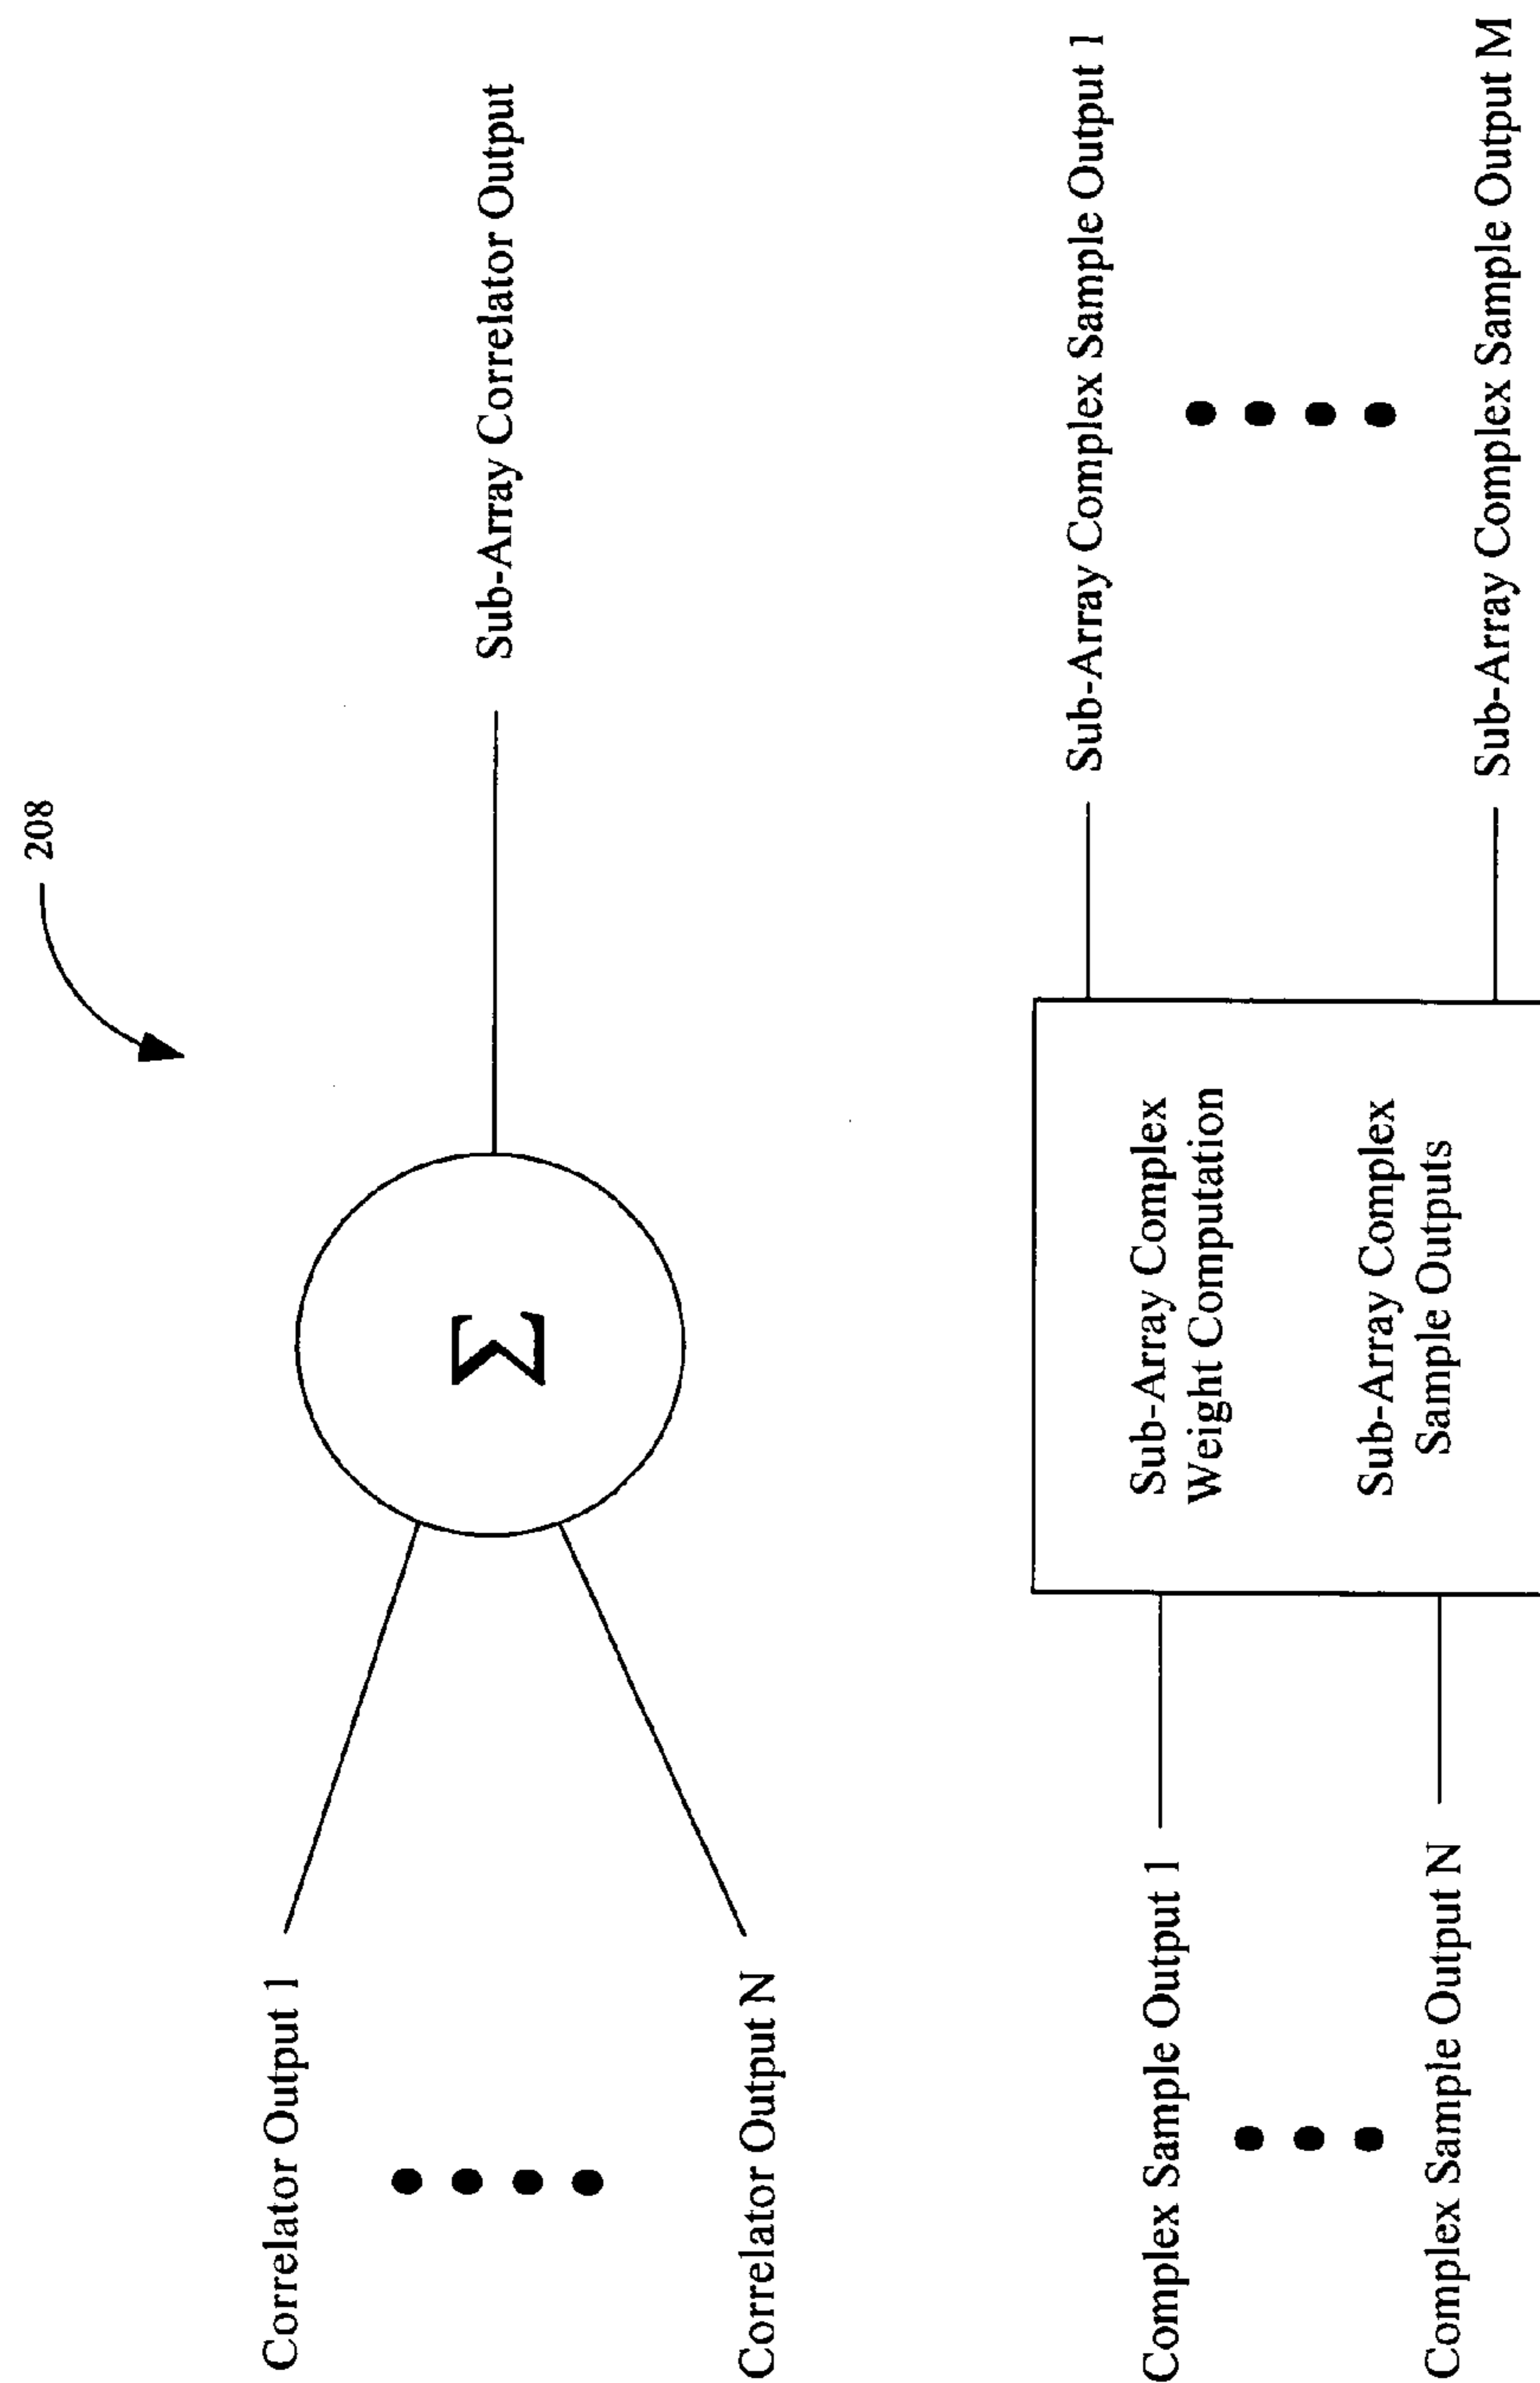 208
Correlator Output 1
Σ
Sub-Array Correlator Output
Correlator Output N
Complex Sample Output 1
Complex Sample Output N
Sub-Array Complex
Weight Computation
Sub-Array Complex
Sample Outputs
Sub-Array Complex Sample Output 1
Sub-Array Complex Sample Output M